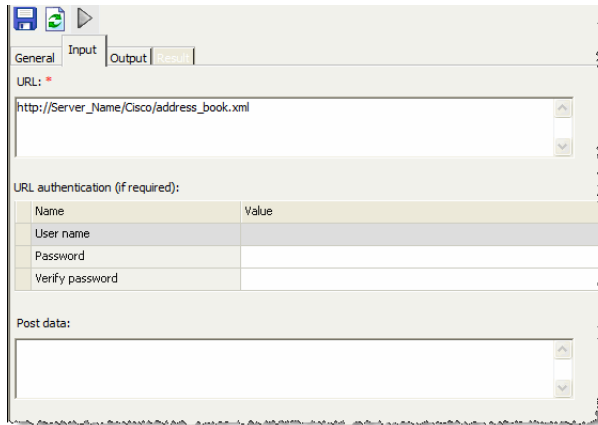 General Input Output Result
URL: *
http://Server_Name/Cisco/address_book.xml
URL authentication (if required):
Name Value
User name
Password
Verify password
Post data: